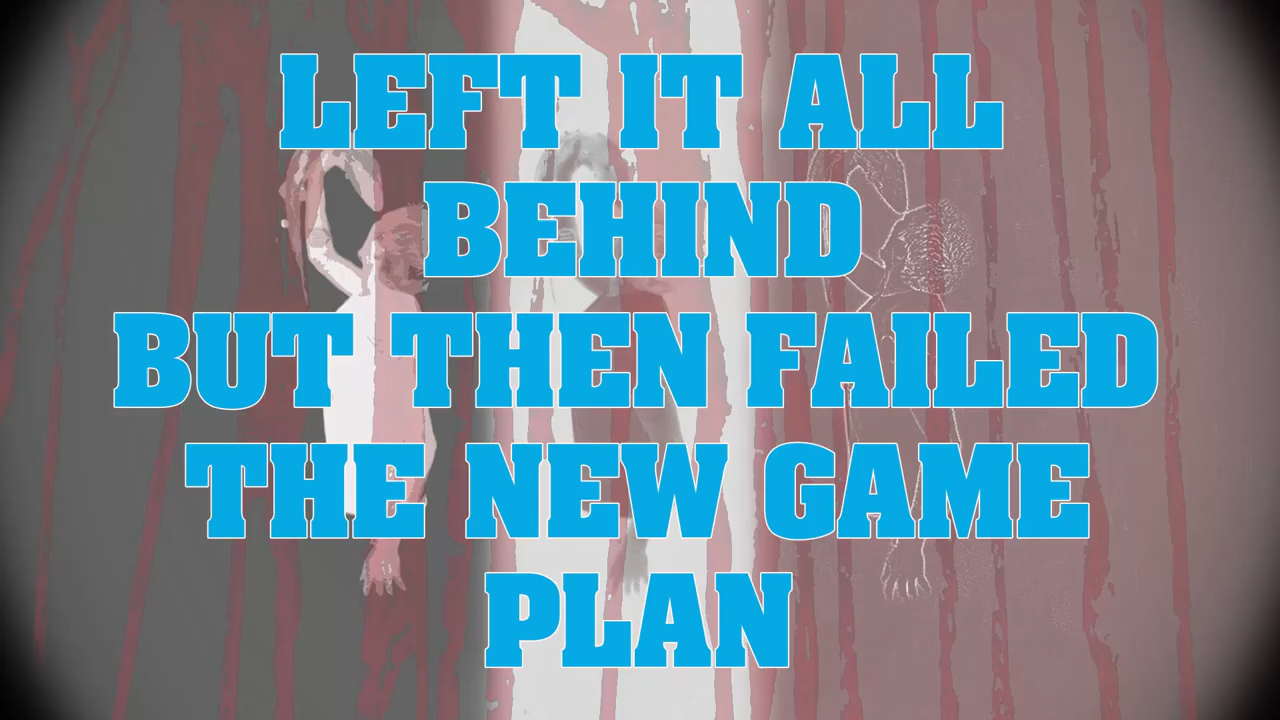 LEFT IT ALL
BEHIND
BUT THEN FAILED
THE NEW GAME
PLAN